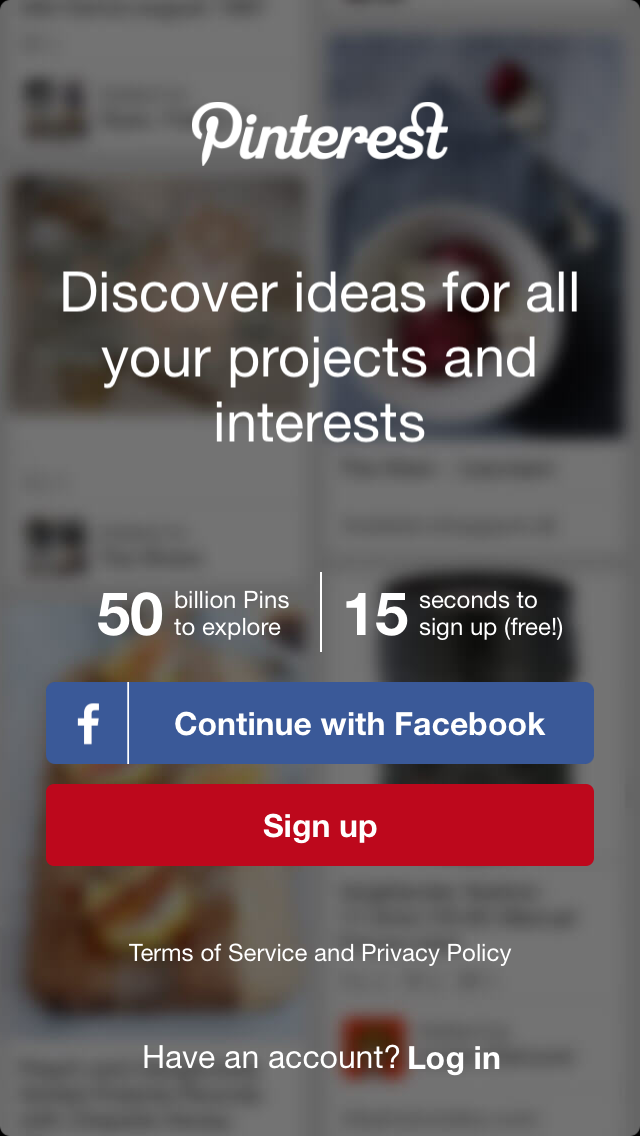 Pinterest
Discover ideas for all
your projects and
interests
50 billion Pins
to explore
15 seconds to
sign up (free!)
f Continue with Facebook
Sign up
Terms of Service and Privacy Policy
Have an account? Log in